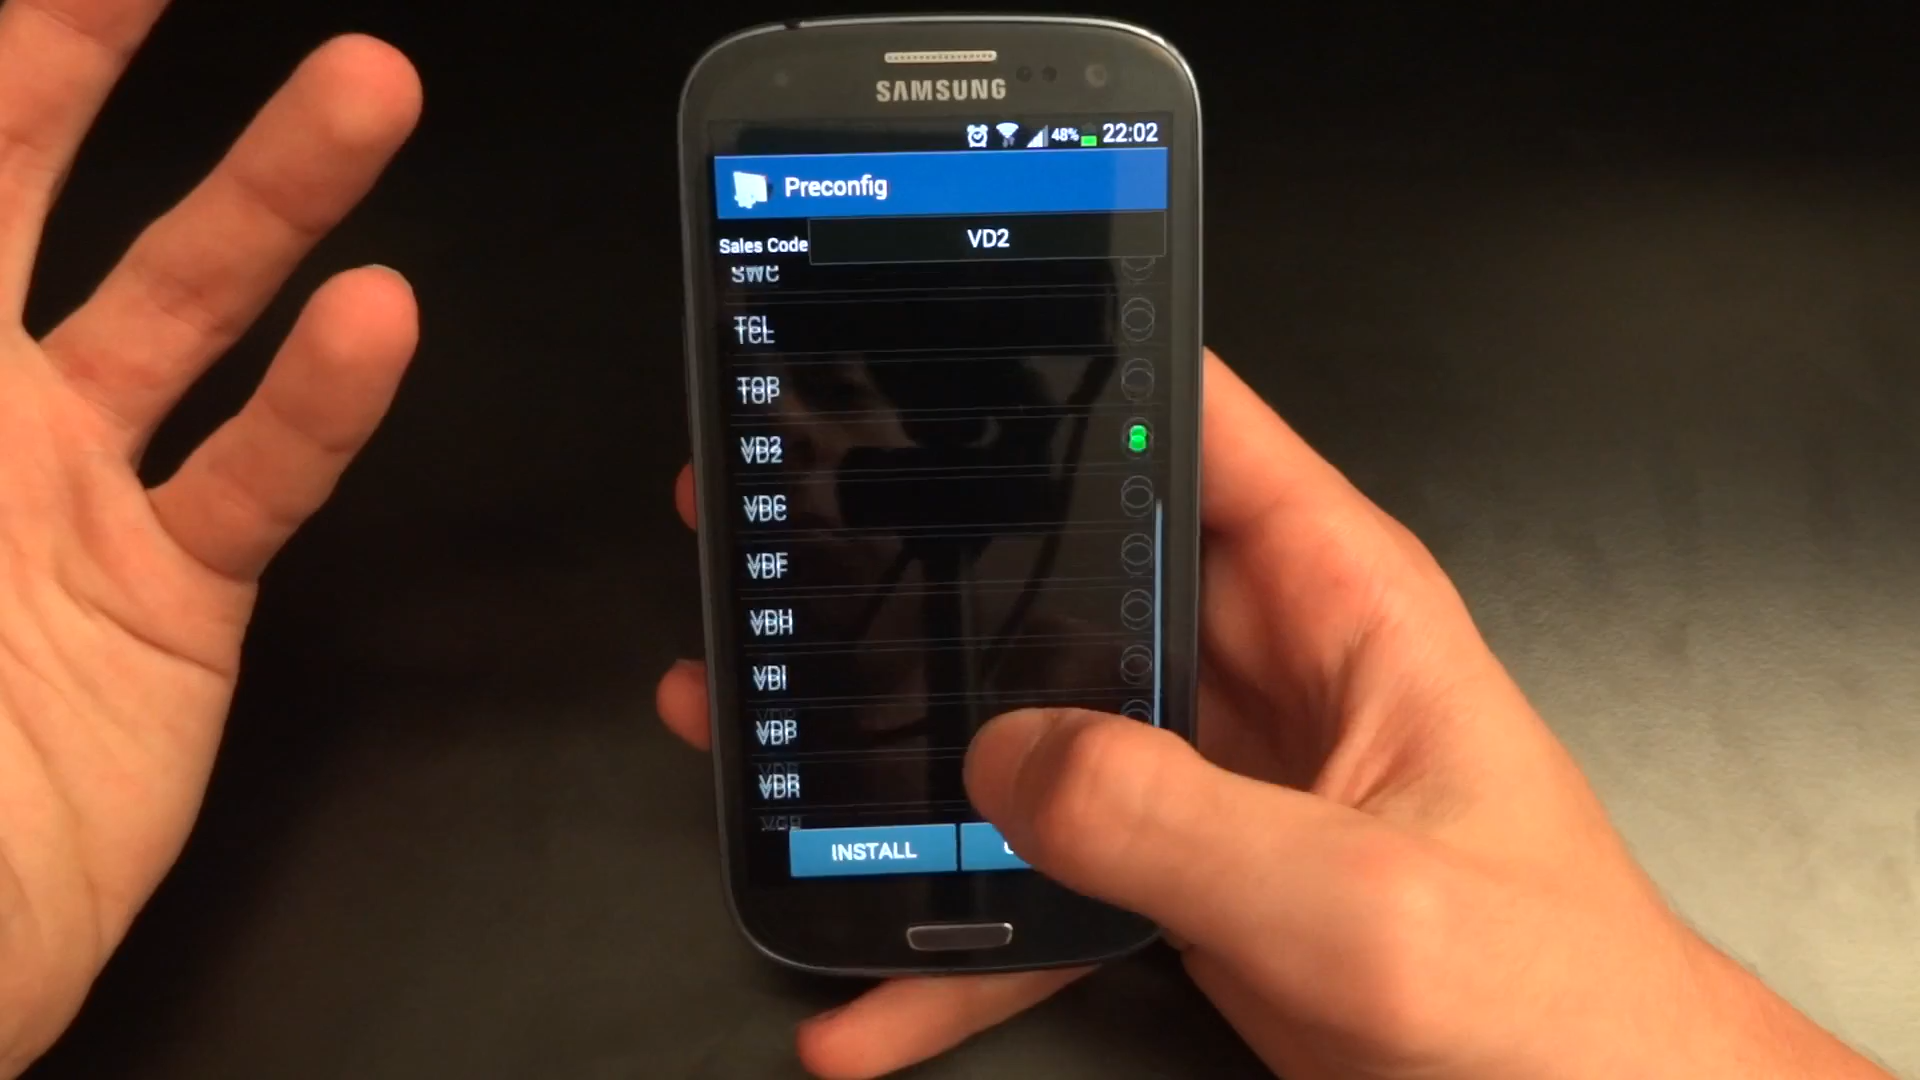 SAMSUNG
48% 22:02
Preconfig
Sales Code VD2
SWC
TCL
TOP
VD2
VDC
VDF
VDH
VDI
VDP
VDR
INSTALL